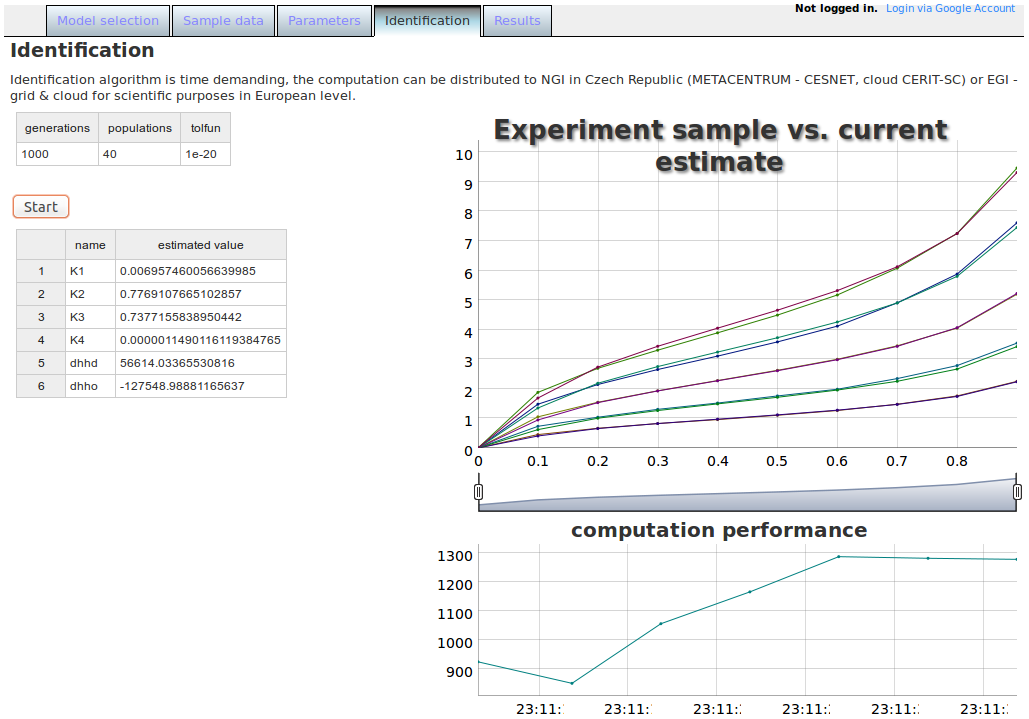 Model selection Sample data Parameters Identification Results
Not logged in. Login via Google Account
Identification
Identification algorithm is time demanding, the computation can be distributed to NGI in Czech Republic (METACENTRUM - CESNET, cloud CERIT-SC) or EGI -
grid & cloud for scientific purposes in European level.
generations populations tolfun
1000 40 1e-20
Start
name estimated value
1 K1 0.006957460056639985
2 K2 0.7769107665102857
3 K3 0.7377155838950442
4 K4 0.0000011490116119384765
5 dhhd 56614.03365530816
6 dhho -127548.98881165637
Experiment sample vs. current
estimate
10
9
8
7
6
5
4
3
2
1
0
0 0.1 0.2 0.3 0.4 0.5 0.6 0.7 0.8
computation performance
1300
1200
1100
1000
900
23:11: 23:11: 23:11: 23:11: 23:11: 23:11: